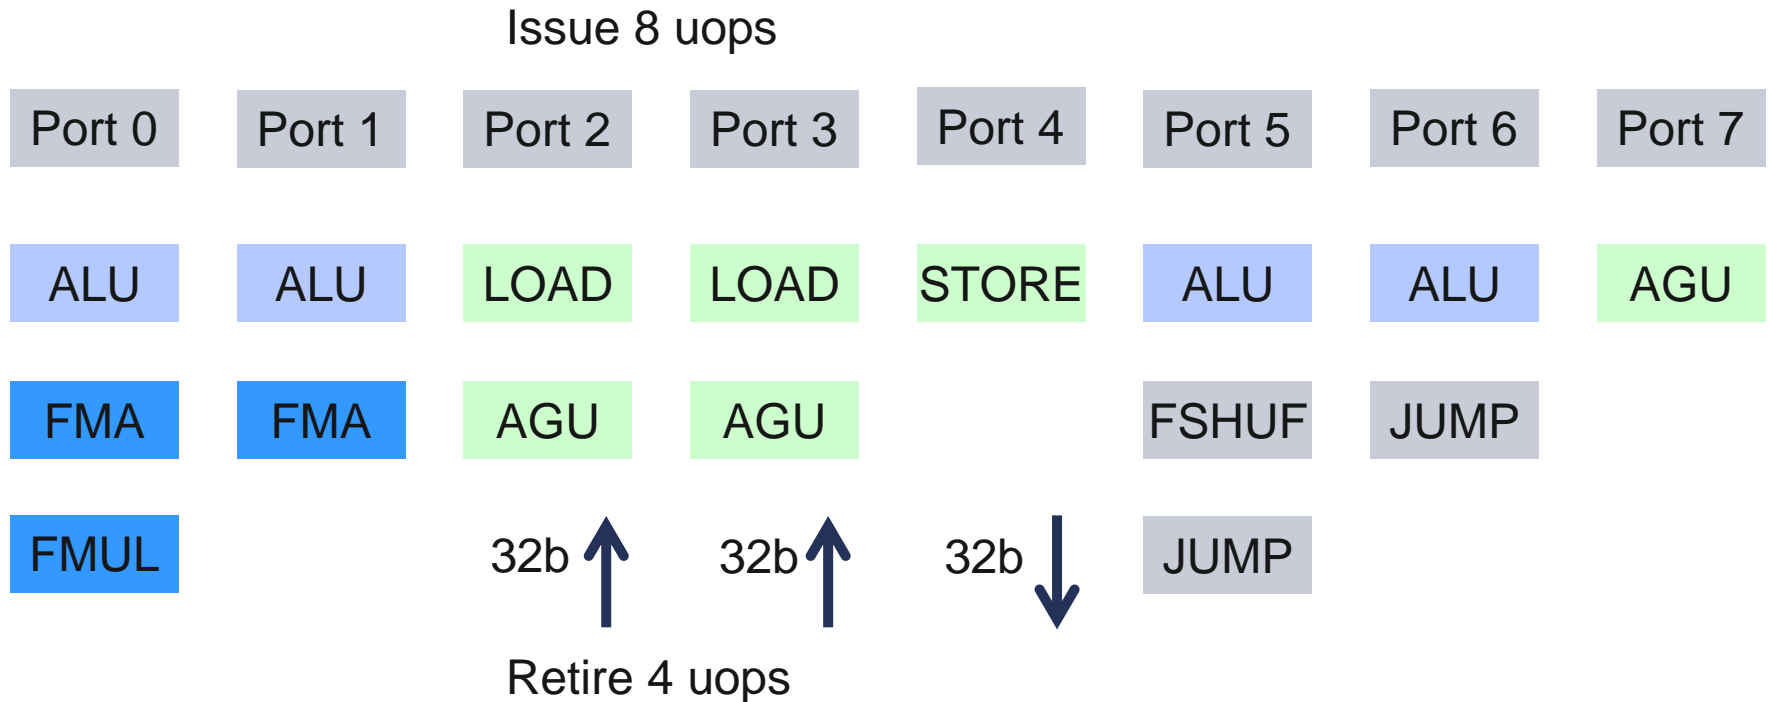 Issue 8 uops
Port 0 Port 1 Port 2 Port 3 Port 4 Port 5 Port 6 Port 7
ALU ALU LOAD LOAD STORE ALU ALU AGU
FMA FMA AGU AGU FSHUF JUMP
FMUL 32b 32b 32b JUMP
Retire 4 uops